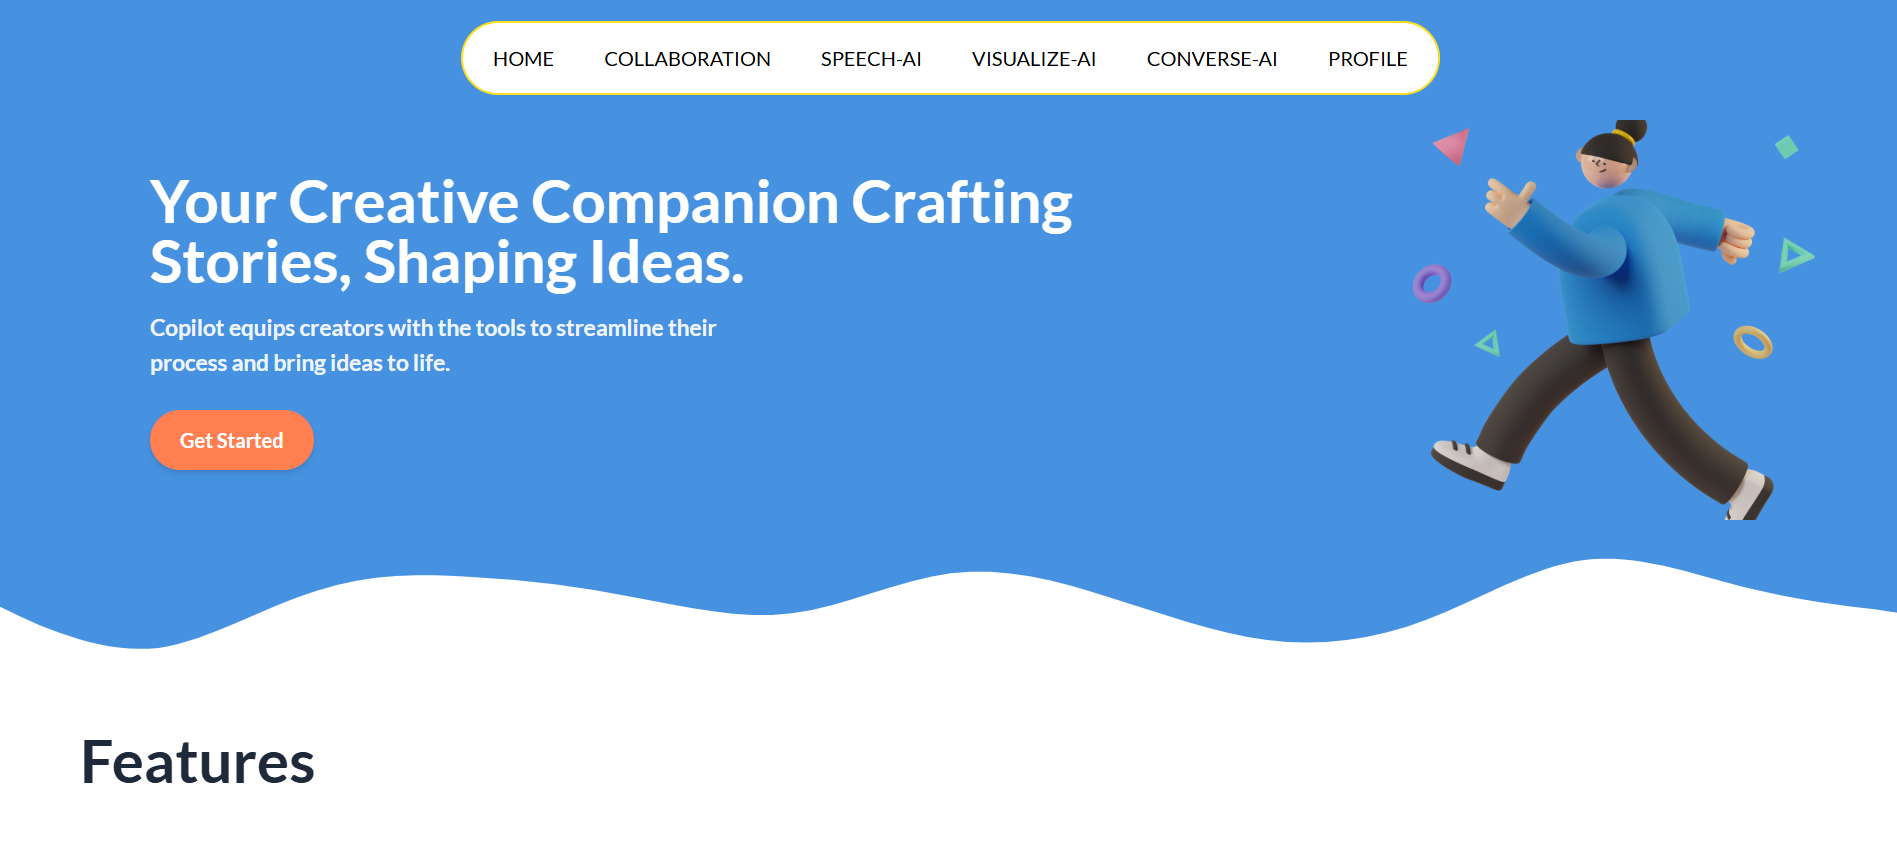 HOME COLLABORATION SPEECH-AI VISUALIZE-AI CONVERSE-AI PROFILE
Your Creative Companion Crafting
Stories, Shaping Ideas.
Copilot equips creators with the tools to streamline their
process and bring ideas to life.
Get Started
Features